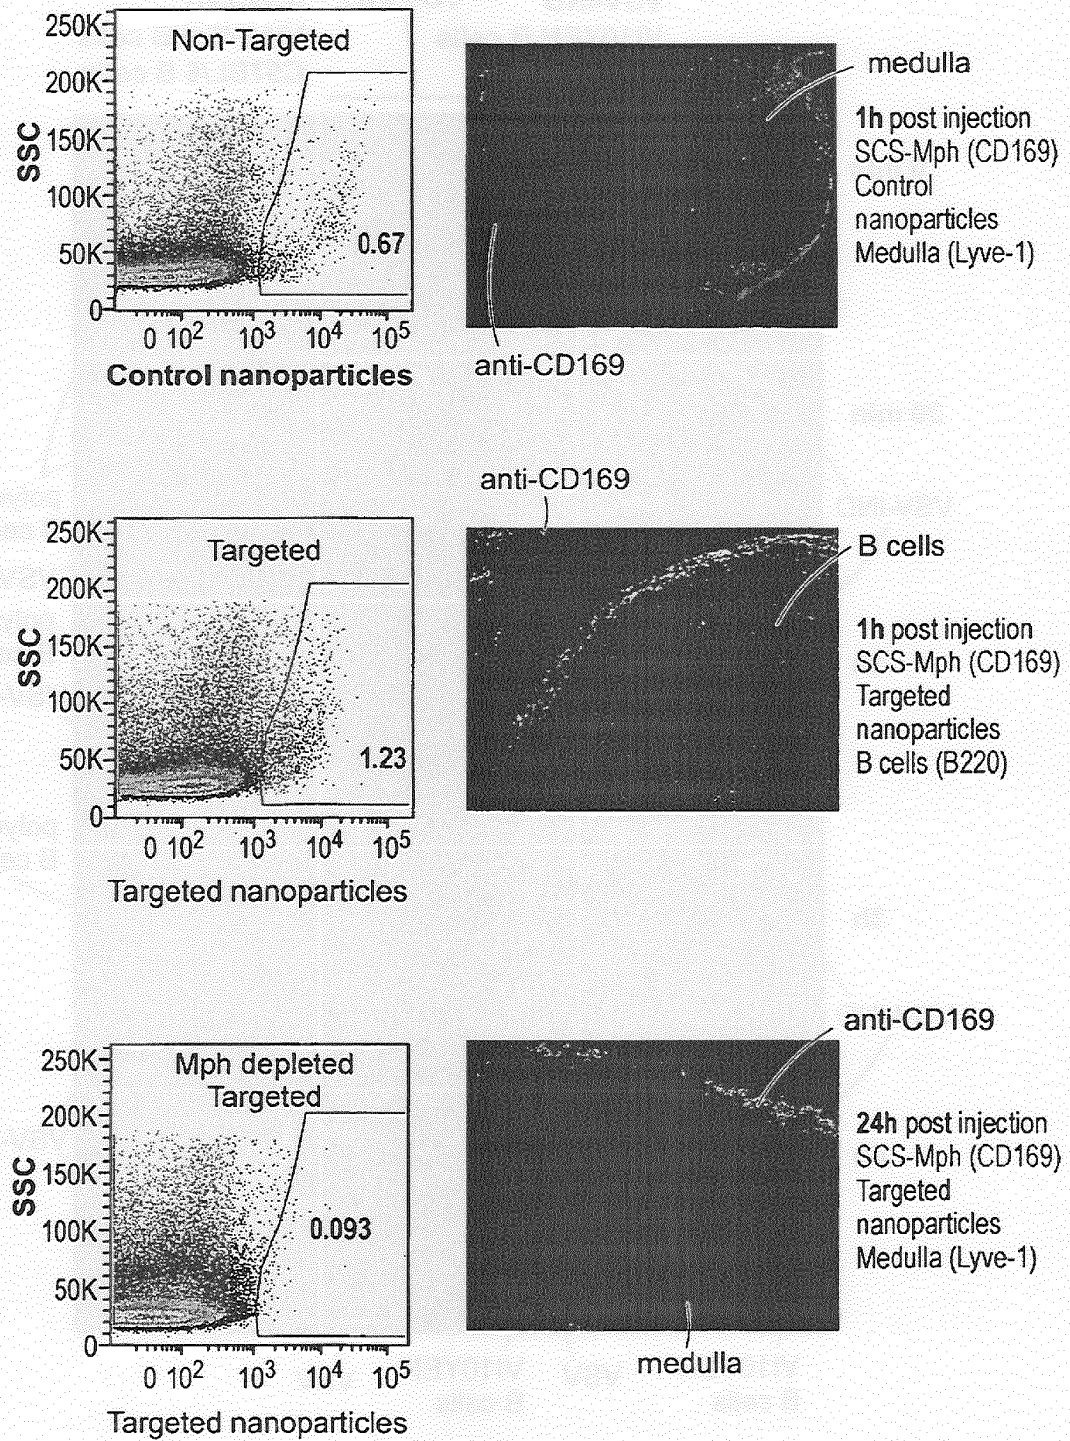 Non-Targeted
250K
200K
150K
100K
50K
0
SSC
0.67
0 10² 10³ 10⁴ 10⁵
Control nanoparticles
medulla
anti-CD169
1h post injection
SCS-Mph (CD169)
Control
nanoparticles
Medulla (Lyve-1)
Targeted
250K
200K
150K
100K
50K
0
SSC
1.23
0 10² 10³ 10⁴ 10⁵
Targeted nanoparticles
anti-CD169
B cells
1h post injection
SCS-Mph (CD169)
Targeted
nanoparticles
B cells (B220)
Mph depleted
Targeted
250K
200K
150K
100K
50K
0
SSC
0.093
0 10² 10³ 10⁴ 10⁵
Targeted nanoparticles
anti-CD169
medulla
24h post injection
SCS-Mph (CD169)
Targeted
nanoparticles
Medulla (Lyve-1)